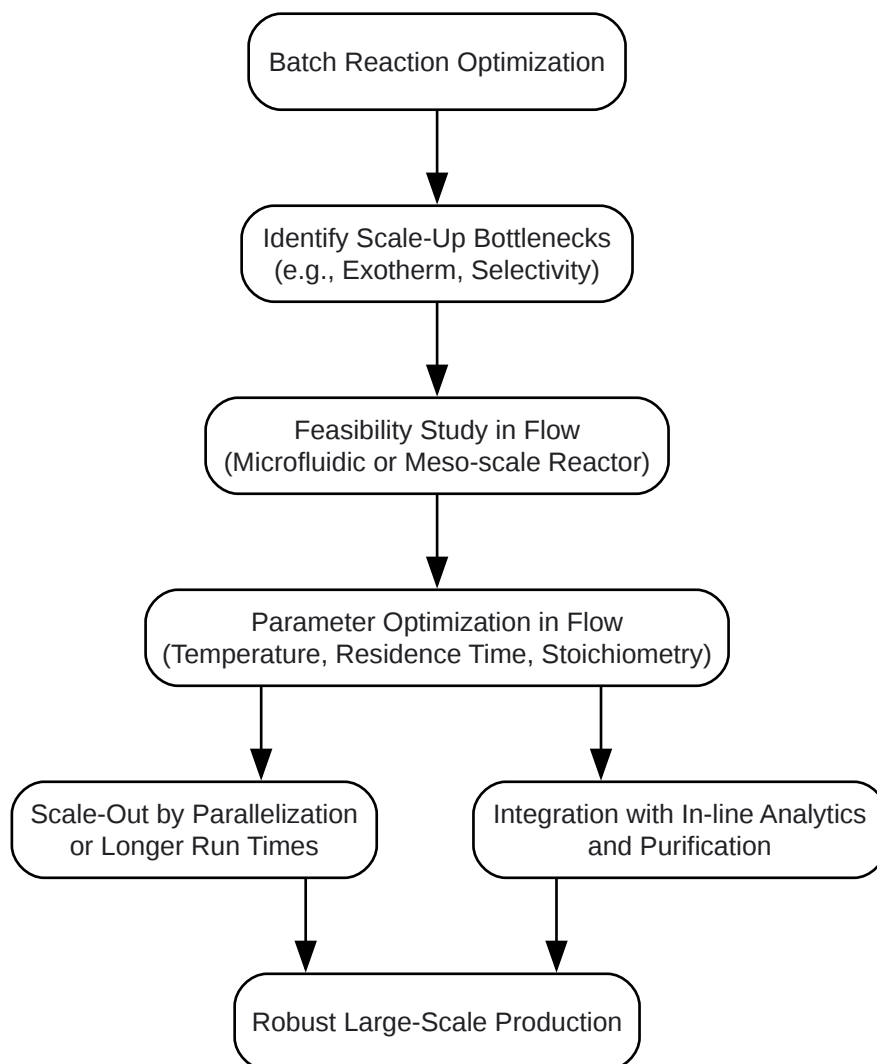 Batch Reaction Optimization
Identify Scale-Up Bottlenecks
(e.g., Exotherm, Selectivity)
Feasibility Study in Flow
(Microfluidic or Meso-scale Reactor)
Parameter Optimization in Flow
(Temperature, Residence Time, Stoichiometry)
Scale-Out by Parallelization
or Longer Run Times
Integration with In-line Analytics
and Purification
Robust Large-Scale Production